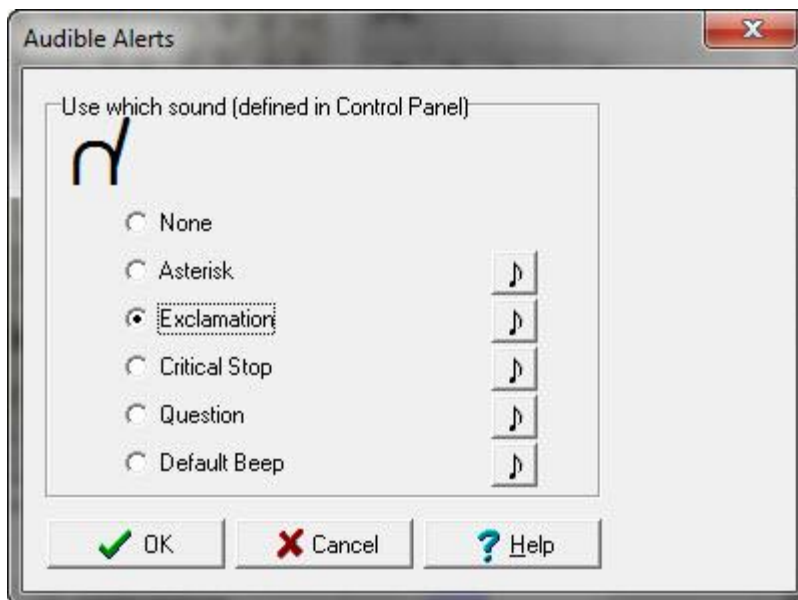 Audible Alerts
Use which sound (defined in Control Panel)
None
Asterisk
Exclamation
Critical Stop
Question
Default Beep
OK
Cancel
Help